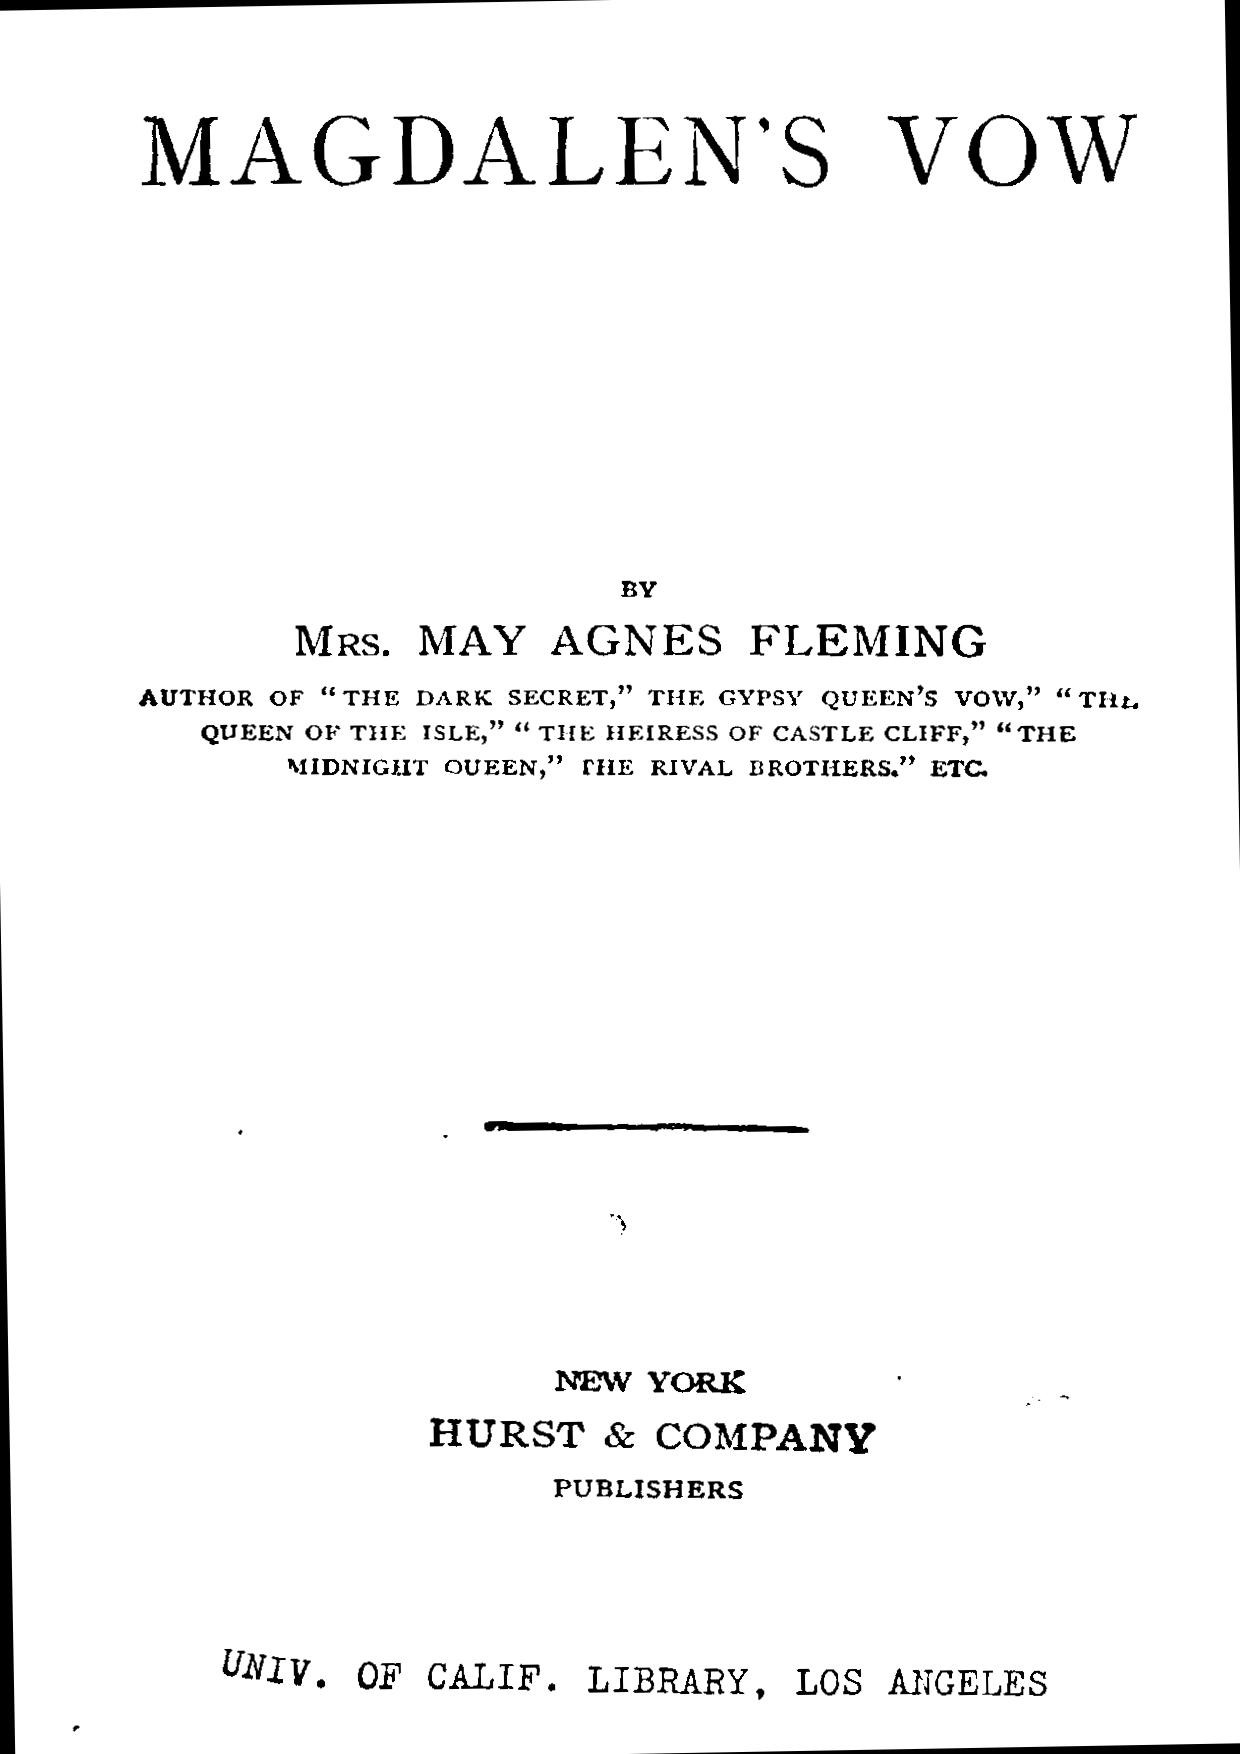 MAGDALEN'S VOW
BY
MRS. MAY AGNES FLEMING
AUTHOR OF "THE DARK SECRET," THE GYPSY QUEEN'S VOW," "THE
QUEEN OF THE ISLE," "THE HEIRESS OF CASTLE CLIFF," "THE
MIDNIGHT QUEEN," THE RIVAL BROTHERS." ETC.
NEW YORK
HURST & COMPANY
PUBLISHERS
UNIV. OF CALIF. LIBRARY, LOS ANGELES